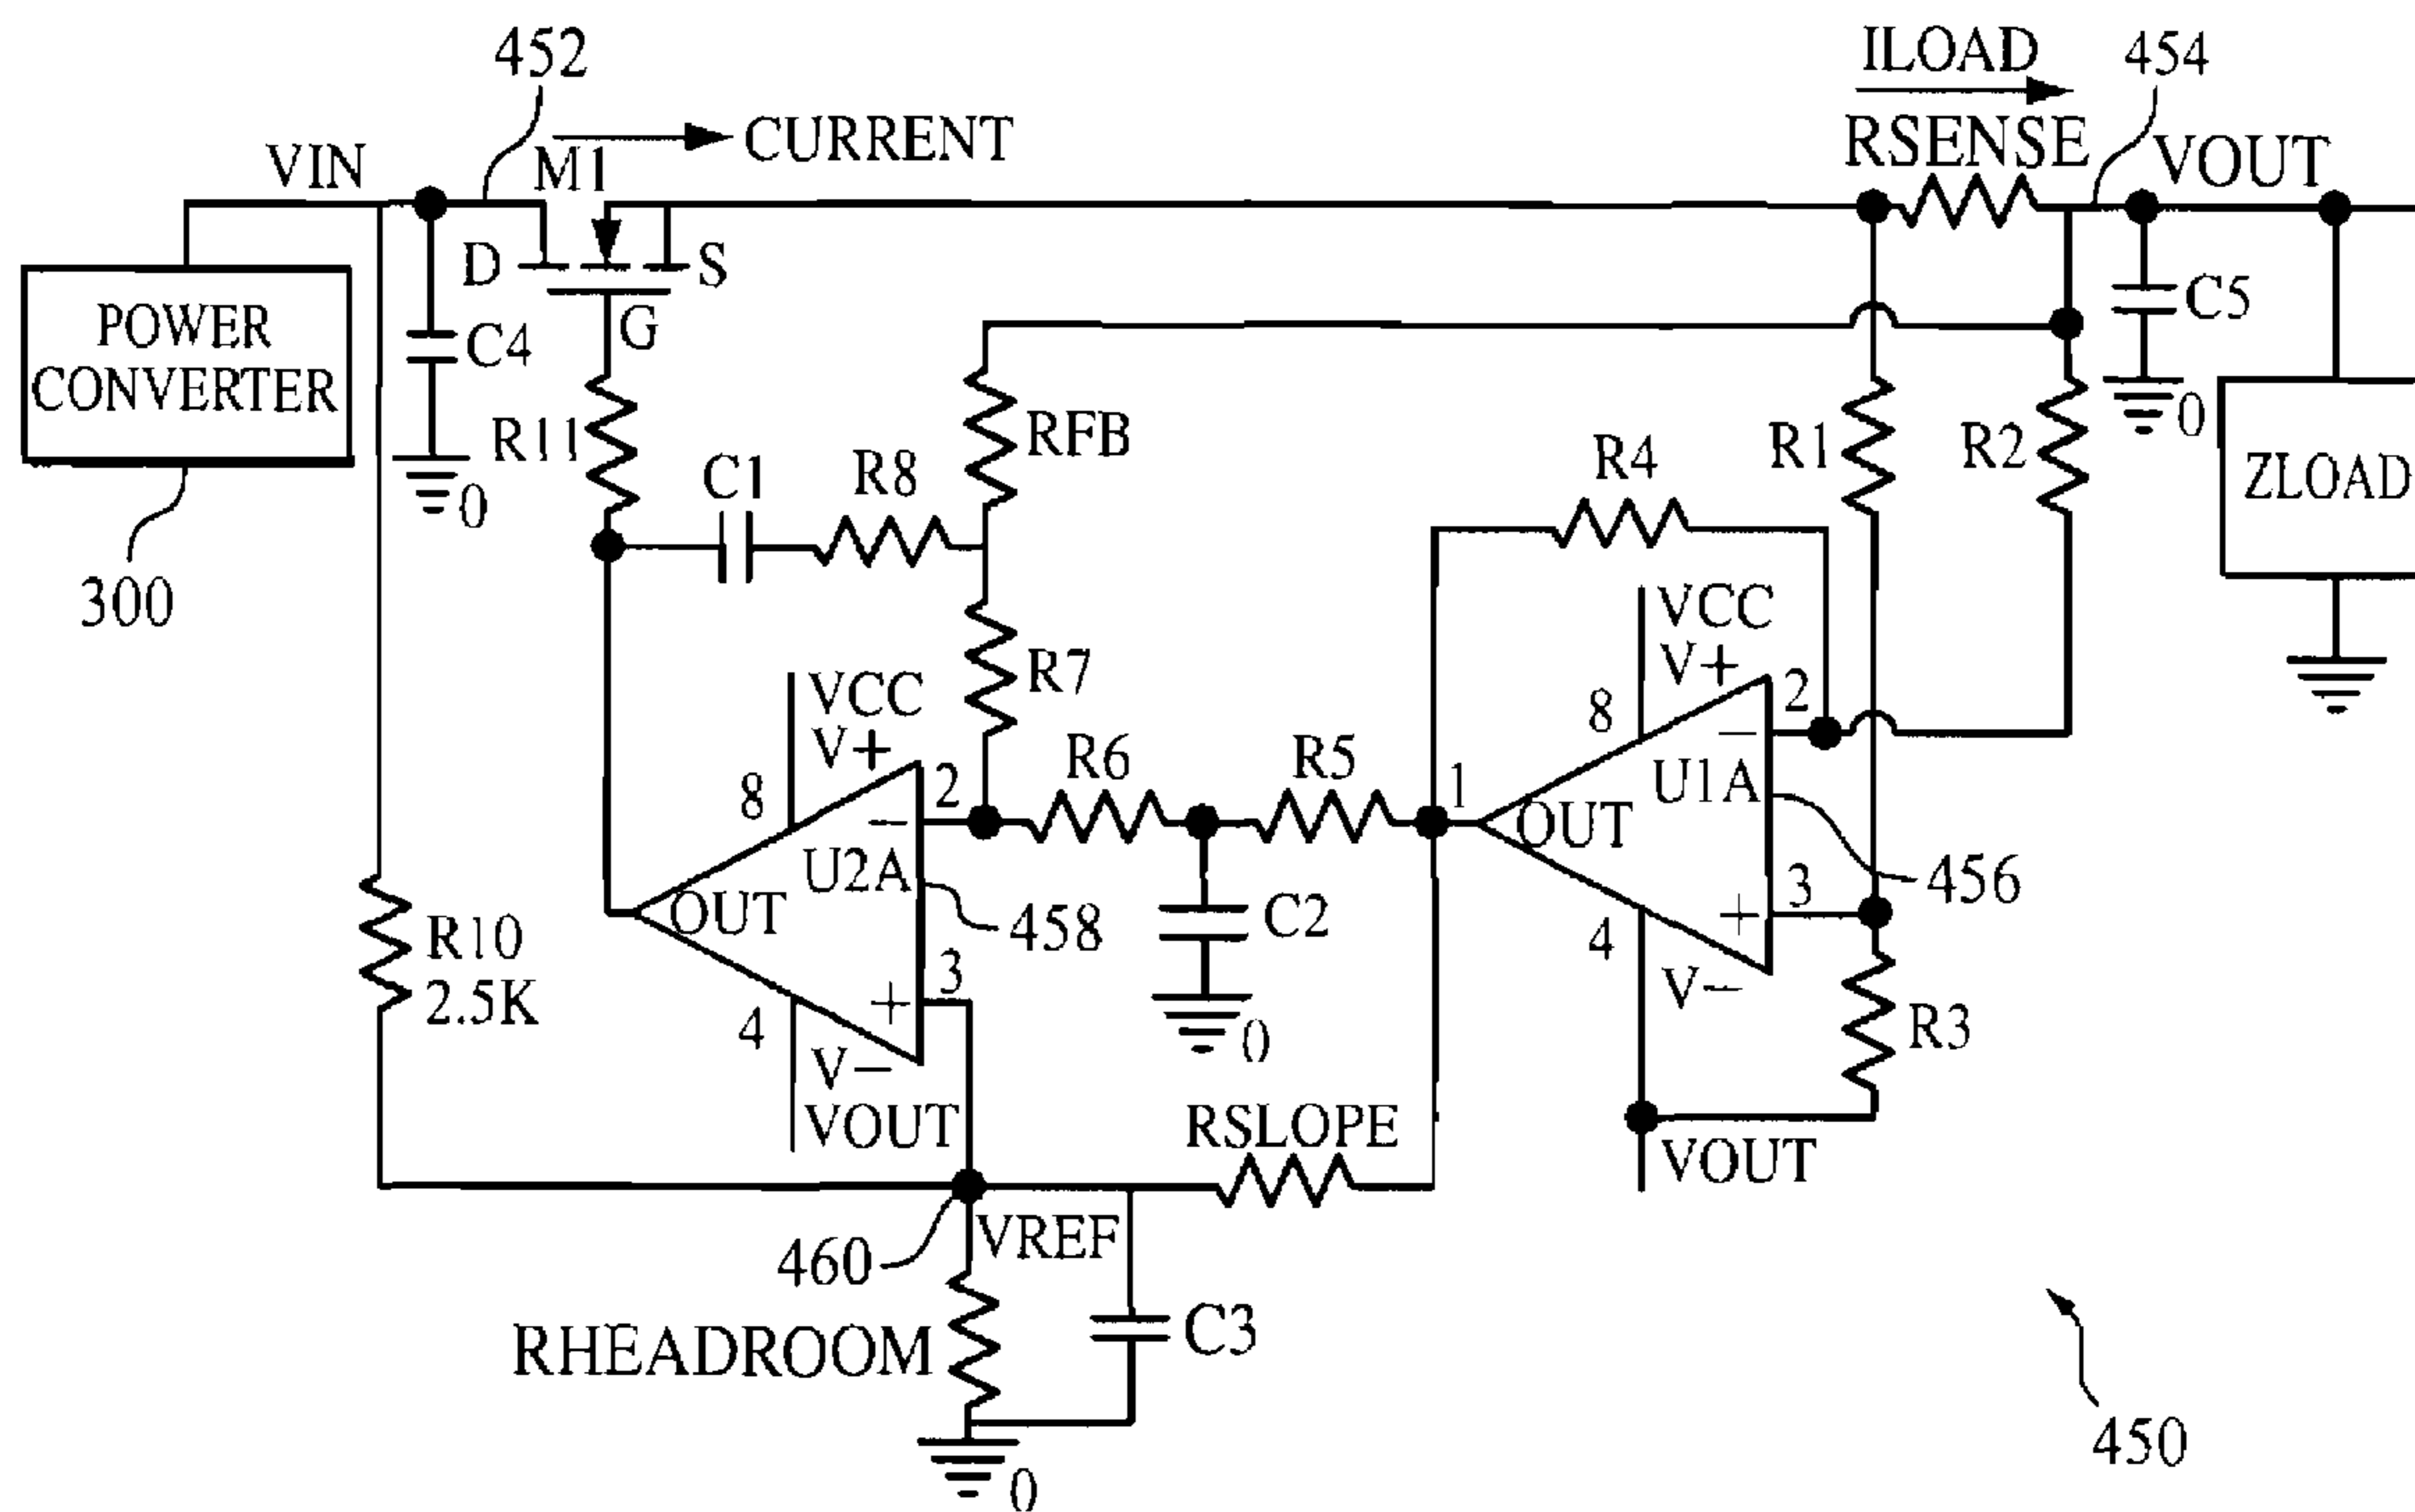 452
ILOAD
454
CURRENT
RSENSE
VOUT
VIN
M1
D
S
G
C4
0
POWER
CONVERTER
300
R11
C1
R8
RFB
R7
R4
R1
R2
C5
0
ZLOAD
VCC
V+
8
2
−
U1A
OUT
1
456
3
+
4
V−
R3
VOUT
VCC
V+
8
2
−
U2A
OUT
458
3
+
4
V−
VOUT
R6
R5
C2
0
R10
2.5K
RSLOPE
460
VREF
RHEADROOM
C3
0
450